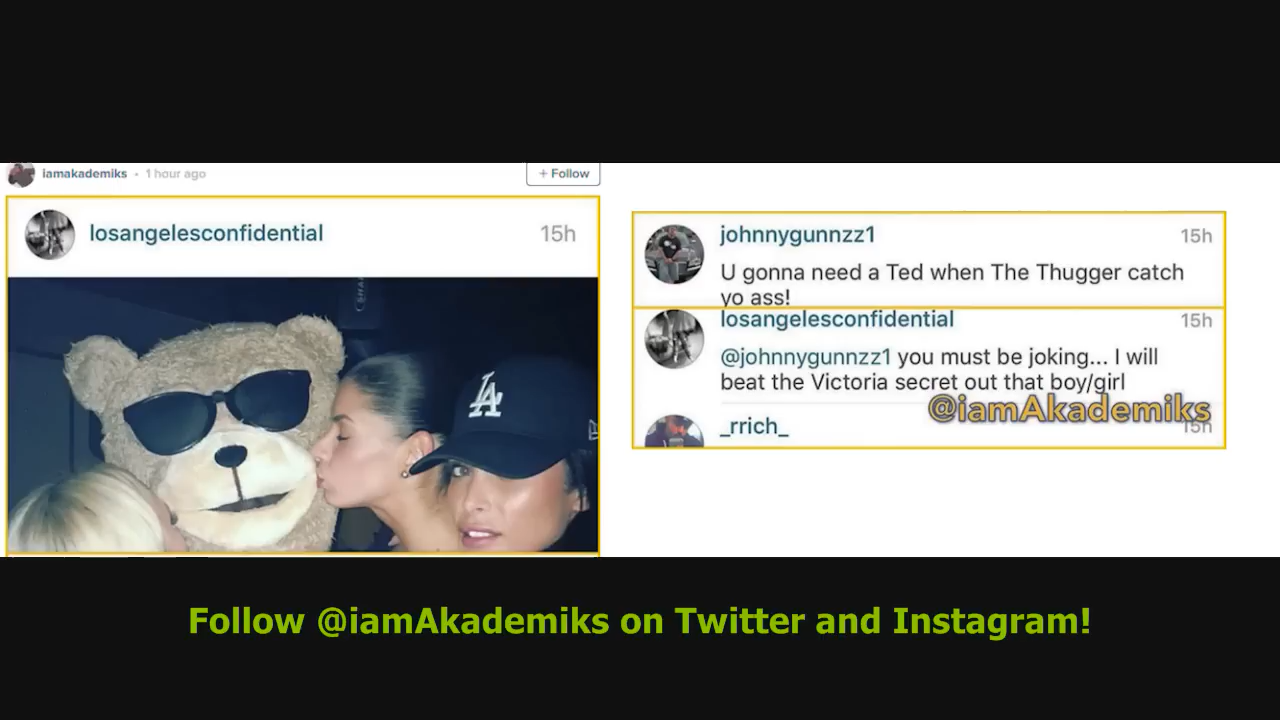 iamakademiks • 1 hour ago
+ Follow
losangelesconfidential 15h
LA
johnnygunnzz1 15h
U gonna need a Ted when The Thugger catch
yo ass!
losangelesconfidential 15h
@johnnygunnzz1 you must be joking... I will
beat the Victoria secret out that boy/girl
@iamAkademiks
_rrich_ 15h
Follow @iamAkademiks on Twitter and Instagram!